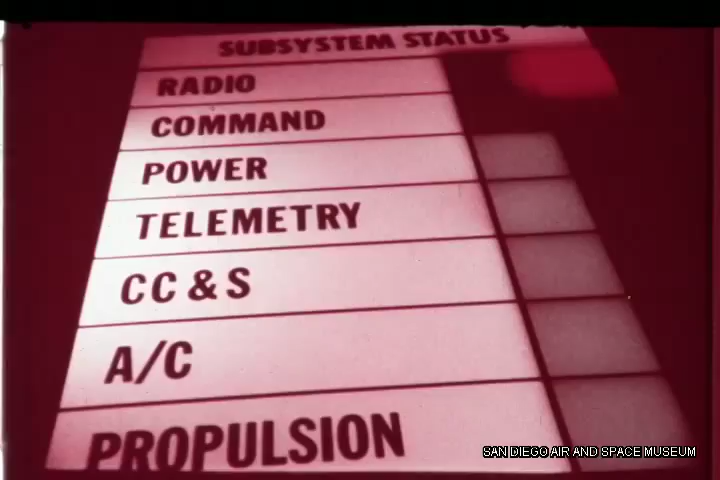 SUBSYSTEM STATUS
RADIO
COMMAND
POWER
TELEMETRY
CC & S
A/C
PROPULSION
SAN DIEGO AIR AND SPACE MUSEUM